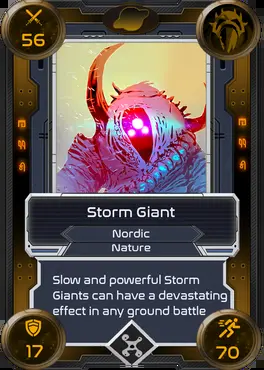 56
Storm Giant
Nordic
Nature
Slow and powerful Storm
Giants can have a devastating
effect in any ground battle
17
70